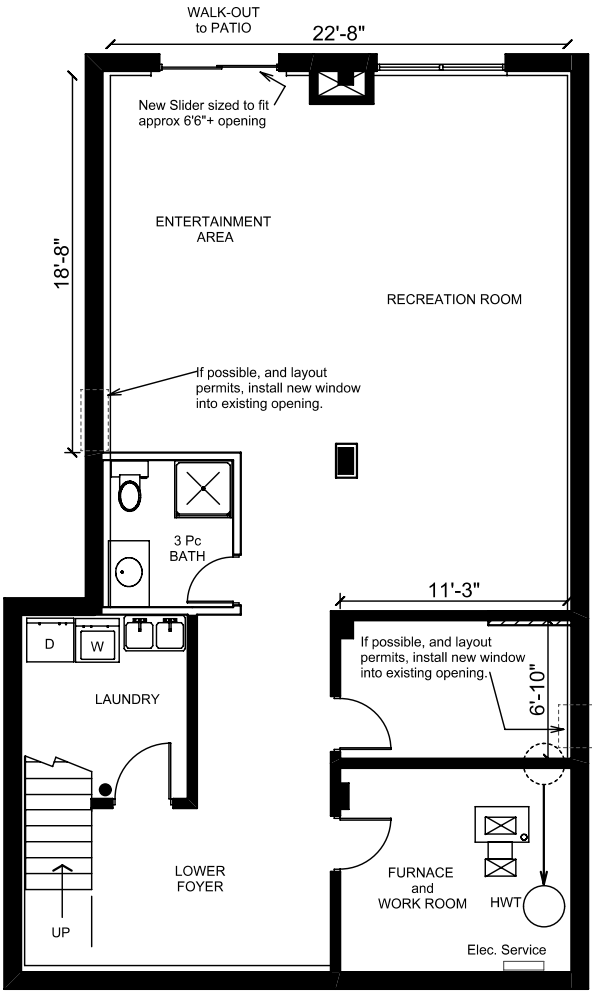 WALK-OUT
to PATIO
22'-8"
New Slider sized to fit
approx 6'6"+ opening
18'-8"
ENTERTAINMENT
AREA
RECREATION ROOM
If possible, and layout
permits, install new window
into existing opening.
3 Pc
BATH
11'-3"
D
W
If possible, and layout
permits, install new window
into existing opening.
6'-10"
LAUNDRY
LOWER
FOYER
FURNACE
and
WORK ROOM
HWT
UP
Elec. Service